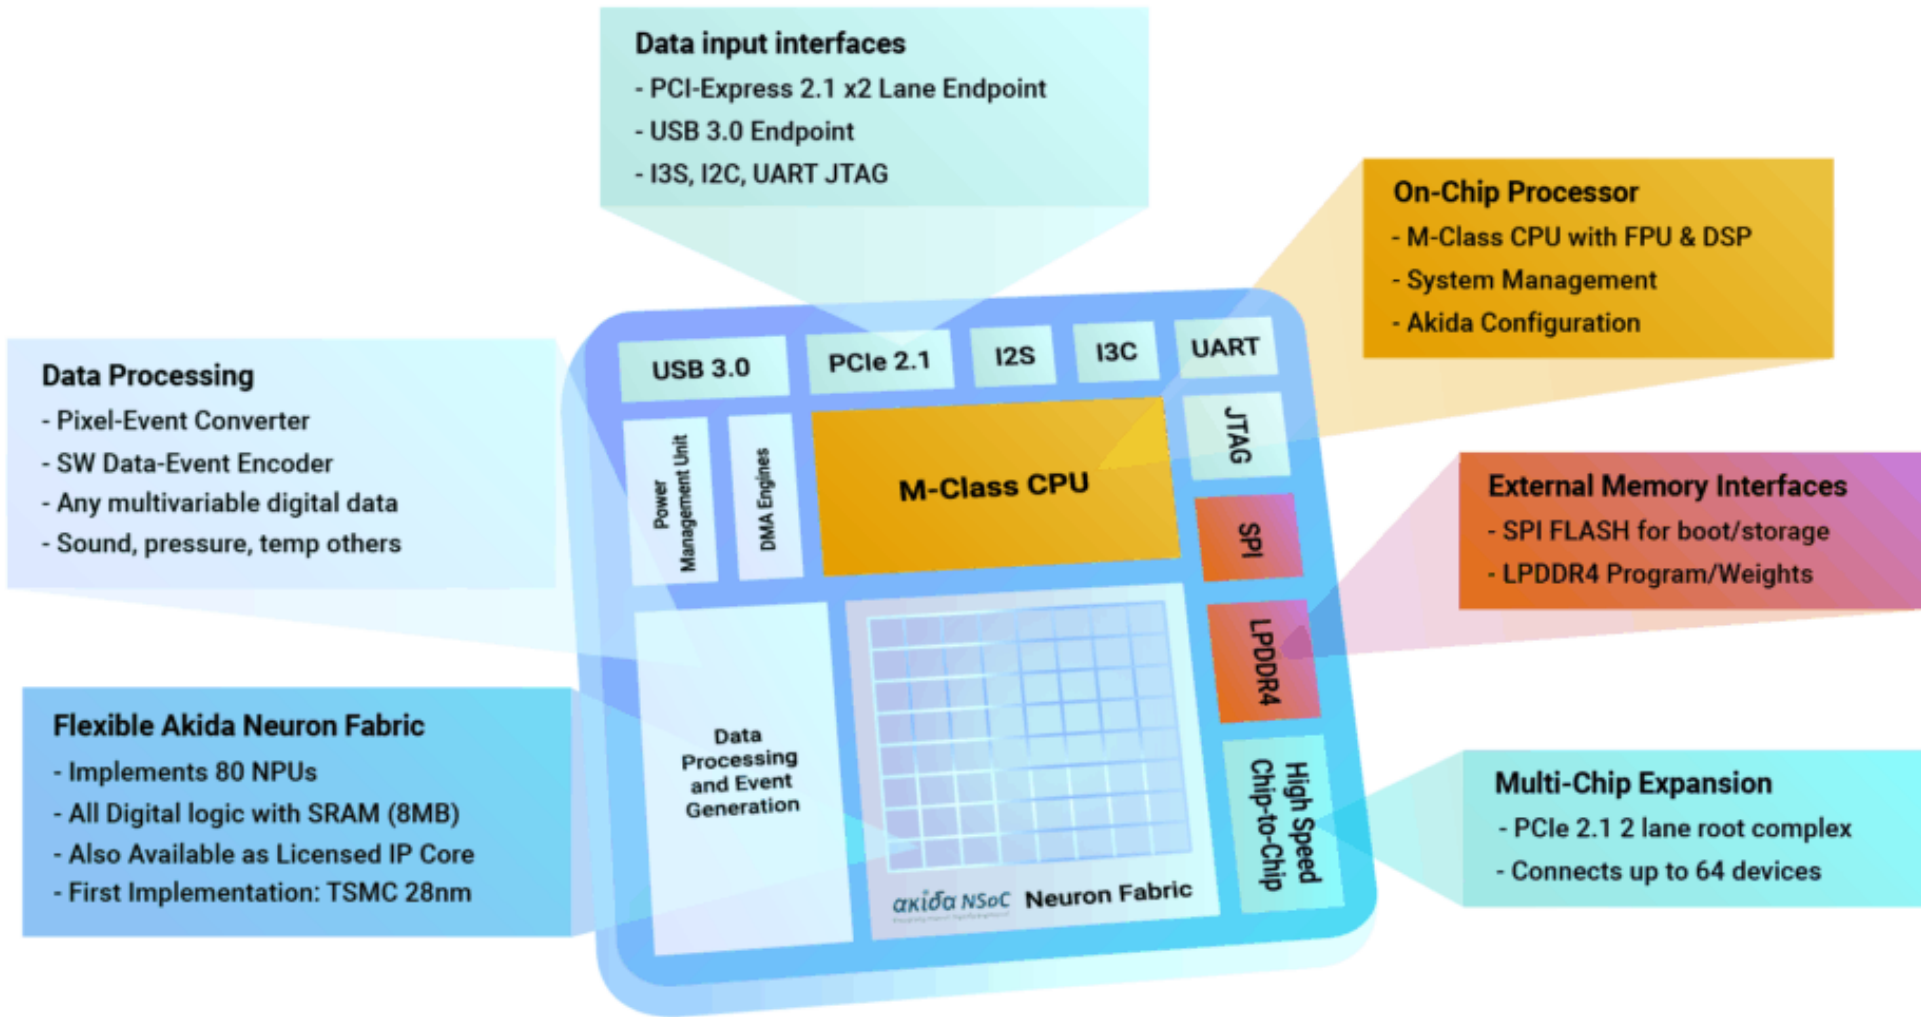 Data input interfaces
- PCI-Express 2.1 x2 Lane Endpoint
- USB 3.0 Endpoint
- I3S, I2C, UART JTAG
On-Chip Processor
- M-Class CPU with FPU & DSP
- System Management
- Akida Configuration
Data Processing
- Pixel-Event Converter
- SW Data-Event Encoder
- Any multivariable digital data
- Sound, pressure, temp others
External Memory Interfaces
- SPI FLASH for boot/storage
- LPDDR4 Program/Weights
Flexible Akida Neuron Fabric
- Implements 80 NPUs
- All Digital logic with SRAM (8MB)
- Also Available as Licensed IP Core
- First Implementation: TSMC 28nm
Multi-Chip Expansion
- PCIe 2.1 2 lane root complex
- Connects up to 64 devices
USB 3.0
PCIe 2.1
I2S
I3C
UART
Power
Management Unit
DMA Engines
M-Class CPU
JTAG
SPI
LPDDR4
High Speed
Chip-to-Chip
Data
Processing
and Event
Generation
akida NSoC
Neuron Fabric